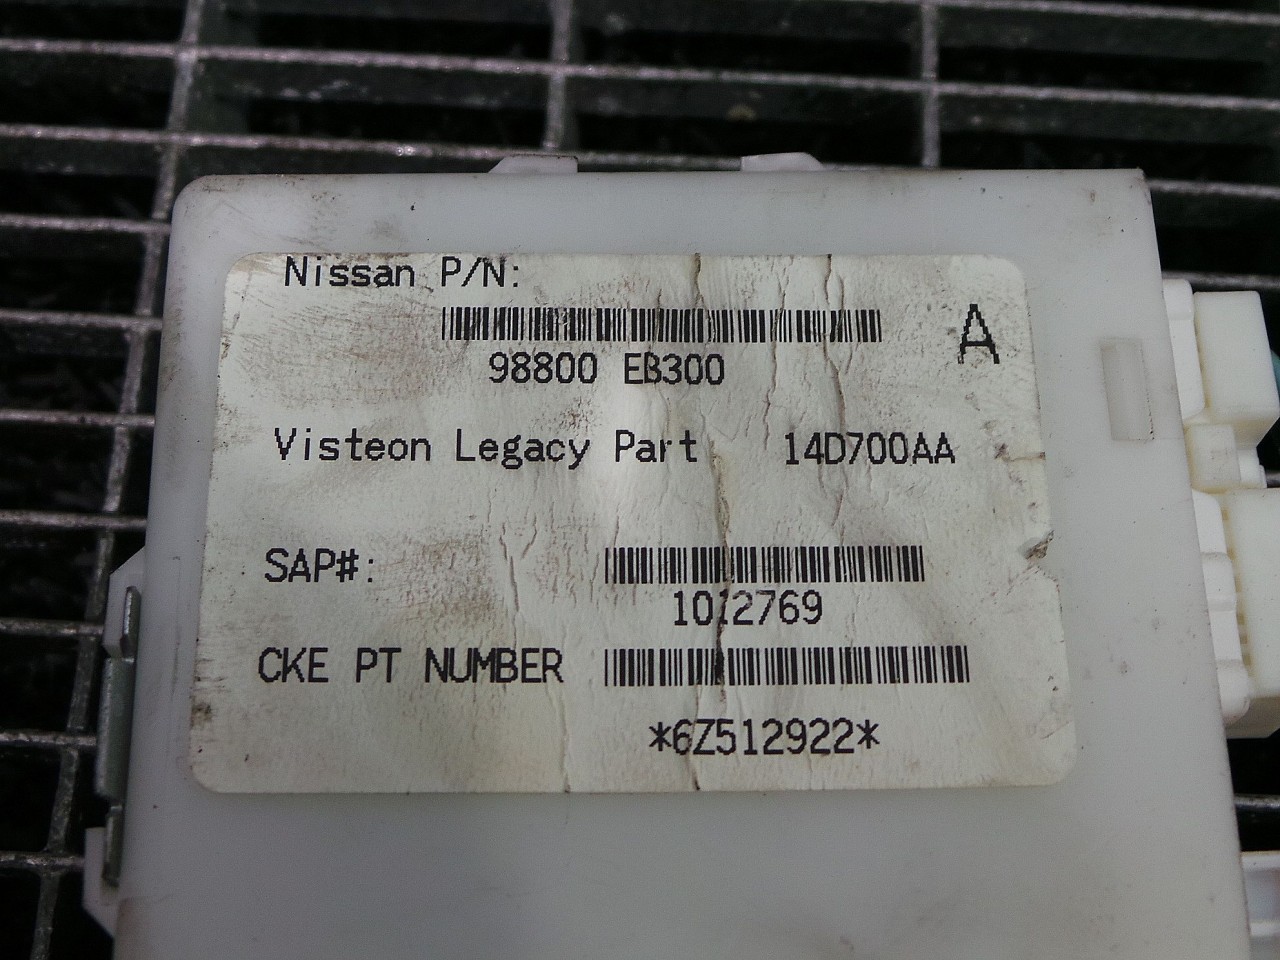 Nissan P/N:
A
98800 EB300
Visteon Legacy Part 14D700AA
SAP#:
1012769
CKE PT NUMBER
*6Z512922*